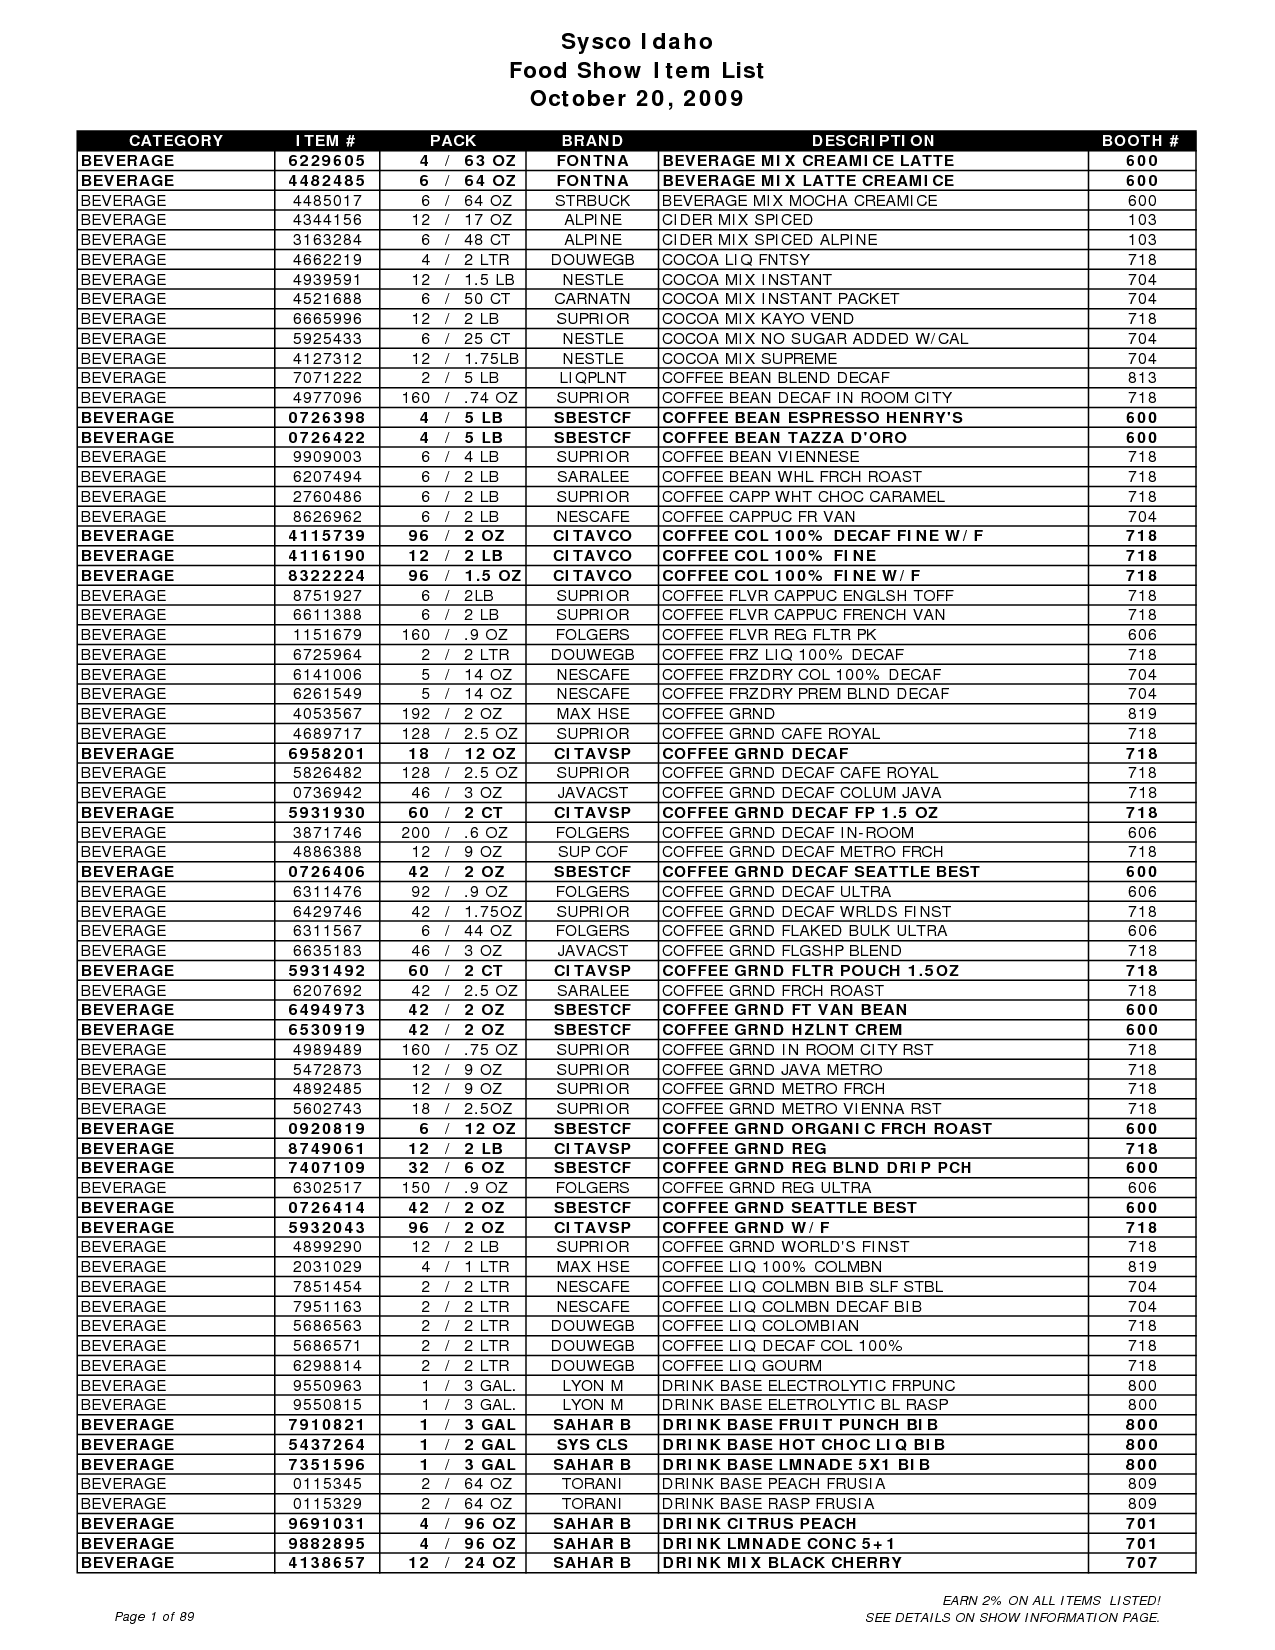 Sysco Idaho
Food Show Item List
October 20, 2009
CATEGORY ITEM # PACK BRAND DESCRIPTION BOOTH #
BEVERAGE 6229605 4 / 63 OZ FONTNA BEVERAGE MIX CREAMICE LATTE 600
BEVERAGE 4482485 6 / 64 OZ FONTNA BEVERAGE MIX LATTE CREAMICE 600
BEVERAGE 4485017 6 / 64 OZ STRBUCK BEVERAGE MIX MOCHA CREAMICE 600
BEVERAGE 4344156 12 / 17 OZ ALPINE CIDER MIX SPICED 103
BEVERAGE 3163284 6 / 48 CT ALPINE CIDER MIX SPICED ALPINE 103
BEVERAGE 4662219 4 / 2 LTR DOUWEGB COCOA LIQ FNTSY 718
BEVERAGE 4939591 12 / 1.5 LB NESTLE COCOA MIX INSTANT 704
BEVERAGE 4521688 6 / 50 CT CARNATN COCOA MIX INSTANT PACKET 704
BEVERAGE 6665996 12 / 2 LB SUPRIOR COCOA MIX KAYO VEND 718
BEVERAGE 5925433 6 / 25 CT NESTLE COCOA MIX NO SUGAR ADDED W/CAL 704
BEVERAGE 4127312 12 / 1.75LB NESTLE COCOA MIX SUPREME 704
BEVERAGE 7071222 2 / 5 LB LIQPLNT COFFEE BEAN BLEND DECAF 813
BEVERAGE 4977096 160 / .74 OZ SUPRIOR COFFEE BEAN DECAF IN ROOM CITY 718
BEVERAGE 0726398 4 / 5 LB SBESTCF COFFEE BEAN ESPRESSO HENRY'S 600
BEVERAGE 0726422 4 / 5 LB SBESTCF COFFEE BEAN TAZZA D'ORO 600
BEVERAGE 9909003 6 / 4 LB SUPRIOR COFFEE BEAN VIENNESE 718
BEVERAGE 6207494 6 / 2 LB SARALEE COFFEE BEAN WHL FRCH ROAST 718
BEVERAGE 2760486 6 / 2 LB SUPRIOR COFFEE CAPP WHT CHOC CARAMEL 718
BEVERAGE 8626962 6 / 2 LB NESCAFE COFFEE CAPPUC FR VAN 704
BEVERAGE 4115739 96 / 2 OZ CITAVCO COFFEE COL 100% DECAF FINE W/F 718
BEVERAGE 4116190 12 / 2 LB CITAVCO COFFEE COL 100% FINE 718
BEVERAGE 8322224 96 / 1.5 OZ CITAVCO COFFEE COL 100% FINE W/F 718
BEVERAGE 8751927 6 / 2LB SUPRIOR COFFEE FLVR CAPPUC ENGLSH TOFF 718
BEVERAGE 6611388 6 / 2 LB SUPRIOR COFFEE FLVR CAPPUC FRENCH VAN 718
BEVERAGE 1151679 160 / .9 OZ FOLGERS COFFEE FLVR REG FLTR PK 606
BEVERAGE 6725964 2 / 2 LTR DOUWEGB COFFEE FRZ LIQ 100% DECAF 718
BEVERAGE 6141006 5 / 14 OZ NESCAFE COFFEE FRZDRY COL 100% DECAF 704
BEVERAGE 6261549 5 / 14 OZ NESCAFE COFFEE FRZDRY PREM BLND DECAF 704
BEVERAGE 4053567 192 / 2 OZ MAX HSE COFFEE GRND 819
BEVERAGE 4689717 128 / 2.5 OZ SUPRIOR COFFEE GRND CAFE ROYAL 718
BEVERAGE 6958201 18 / 12 OZ CITAVSP COFFEE GRND DECAF 718
BEVERAGE 5826482 128 / 2.5 OZ SUPRIOR COFFEE GRND DECAF CAFE ROYAL 718
BEVERAGE 0736942 46 / 3 OZ JAVACST COFFEE GRND DECAF COLUM JAVA 718
BEVERAGE 5931930 60 / 2 CT CITAVSP COFFEE GRND DECAF FP 1.5 OZ 718
BEVERAGE 3871746 200 / .6 OZ FOLGERS COFFEE GRND DECAF IN-ROOM 606
BEVERAGE 4886388 12 / 9 OZ SUP COF COFFEE GRND DECAF METRO FRCH 718
BEVERAGE 0726406 42 / 2 OZ SBESTCF COFFEE GRND DECAF SEATTLE BEST 600
BEVERAGE 6311476 92 / .9 OZ FOLGERS COFFEE GRND DECAF ULTRA 606
BEVERAGE 6429746 42 / 1.75OZ SUPRIOR COFFEE GRND DECAF WRLDS FINST 718
BEVERAGE 6311567 6 / 44 OZ FOLGERS COFFEE GRND FLAKED BULK ULTRA 606
BEVERAGE 6635183 46 / 3 OZ JAVACST COFFEE GRND FLGSHP BLEND 718
BEVERAGE 5931492 60 / 2 CT CITAVSP COFFEE GRND FLTR POUCH 1.5OZ 718
BEVERAGE 6207692 42 / 2.5 OZ SARALEE COFFEE GRND FRCH ROAST 718
BEVERAGE 6494973 42 / 2 OZ SBESTCF COFFEE GRND FT VAN BEAN 600
BEVERAGE 6530919 42 / 2 OZ SBESTCF COFFEE GRND HZLNT CREM 600
BEVERAGE 4989489 160 / .75 OZ SUPRIOR COFFEE GRND IN ROOM CITY RST 718
BEVERAGE 5472873 12 / 9 OZ SUPRIOR COFFEE GRND JAVA METRO 718
BEVERAGE 4892485 12 / 9 OZ SUPRIOR COFFEE GRND METRO FRCH 718
BEVERAGE 5602743 18 / 2.5OZ SUPRIOR COFFEE GRND METRO VIENNA RST 718
BEVERAGE 0920819 6 / 12 OZ SBESTCF COFFEE GRND ORGANIC FRCH ROAST 600
BEVERAGE 8749061 12 / 2 LB CITAVSP COFFEE GRND REG 718
BEVERAGE 7407109 32 / 6 OZ SBESTCF COFFEE GRND REG BLND DRIP PCH 600
BEVERAGE 6302517 150 / .9 OZ FOLGERS COFFEE GRND REG ULTRA 606
BEVERAGE 0726414 42 / 2 OZ SBESTCF COFFEE GRND SEATTLE BEST 600
BEVERAGE 5932043 96 / 2 OZ CITAVSP COFFEE GRND W/F 718
BEVERAGE 4899290 12 / 2 LB SUPRIOR COFFEE GRND WORLD'S FINST 718
BEVERAGE 2031029 4 / 1 LTR MAX HSE COFFEE LIQ 100% COLMBN 819
BEVERAGE 7851454 2 / 2 LTR NESCAFE COFFEE LIQ COLMBN BIB SLF STBL 704
BEVERAGE 7951163 2 / 2 LTR NESCAFE COFFEE LIQ COLMBN DECAF BIB 704
BEVERAGE 5686563 2 / 2 LTR DOUWEGB COFFEE LIQ COLOMBIAN 718
BEVERAGE 5686571 2 / 2 LTR DOUWEGB COFFEE LIQ DECAF COL 100% 718
BEVERAGE 6298814 2 / 2 LTR DOUWEGB COFFEE LIQ GOURM 718
BEVERAGE 9550963 1 / 3 GAL. LYON M DRINK BASE ELECTROLYTIC FRPUNC 800
BEVERAGE 9550815 1 / 3 GAL. LYON M DRINK BASE ELETROLYTIC BL RASP 800
BEVERAGE 7910821 1 / 3 GAL SAHAR B DRINK BASE FRUIT PUNCH BIB 800
BEVERAGE 5437264 1 / 2 GAL SYS CLS DRINK BASE HOT CHOC LIQ BIB 800
BEVERAGE 7351596 1 / 3 GAL SAHAR B DRINK BASE LMNADE 5X1 BIB 800
BEVERAGE 0115345 2 / 64 OZ TORANI DRINK BASE PEACH FRUSIA 809
BEVERAGE 0115329 2 / 64 OZ TORANI DRINK BASE RASP FRUSIA 809
BEVERAGE 9691031 4 / 96 OZ SAHAR B DRINK CITRUS PEACH 701
BEVERAGE 9882895 4 / 96 OZ SAHAR B DRINK LMNADE CONC 5+1 701
BEVERAGE 4138657 12 / 24 OZ SAHAR B DRINK MIX BLACK CHERRY 707
EARN 2% ON ALL ITEMS LISTED!
Page 1 of 89 SEE DETAILS ON SHOW INFORMATION PAGE.